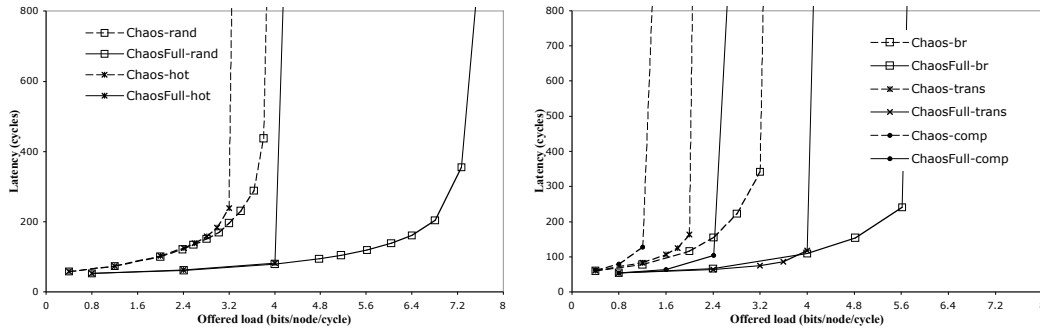 800
600
400
200
0
Latency (cycles)
Chaos-rand
ChaosFull-rand
Chaos-hot
ChaosFull-hot
0 0.8 1.6 2.4 3.2 4 4.8 5.6 6.4 7.2 8
Offered load (bits/node/cycle)
800
700
600
500
400
300
200
100
0
Latency (cycles)
Chaos-br
ChaosFull-br
Chaos-trans
ChaosFull-trans
Chaos-comp
ChaosFull-comp
0 0.8 1.6 2.4 3.2 4 4.8 5.6 6.4 7.2 8
Offered load (bits/node/cycle)